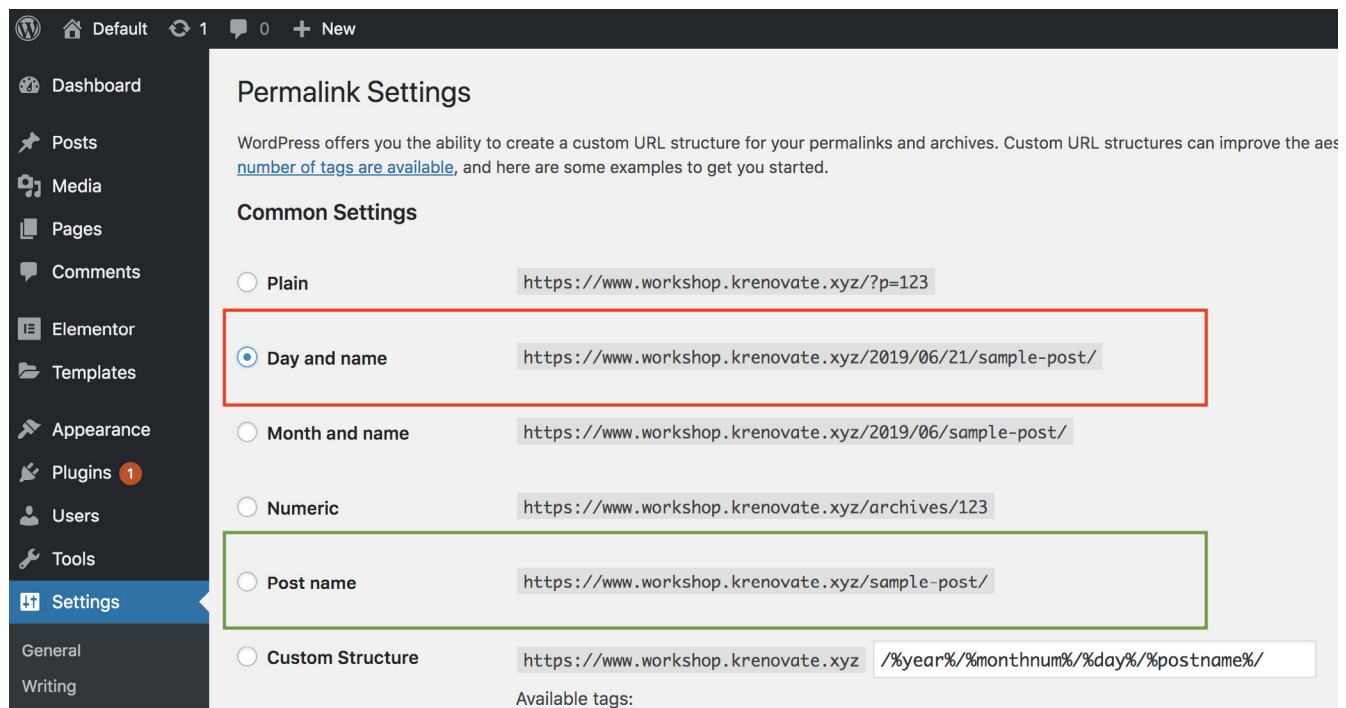 Default 1 0 New
Dashboard
Posts
Media
Pages
Comments
Elementor
Templates
Appearance
Plugins 1
Users
Tools
Settings
General
Writing
Permalink Settings
WordPress offers you the ability to create a custom URL structure for your permalinks and archives. Custom URL structures can improve the aes
number of tags are available, and here are some examples to get you started.
Common Settings
Plain https://www.workshop.krenovate.xyz/?p=123
Day and name https://www.workshop.krenovate.xyz/2019/06/21/sample-post/
Month and name https://www.workshop.krenovate.xyz/2019/06/sample-post/
Numeric https://www.workshop.krenovate.xyz/archives/123
Post name https://www.workshop.krenovate.xyz/sample-post/
Custom Structure https://www.workshop.krenovate.xyz /%year%/%monthnum%/%day%/%postname%/
Available tags: